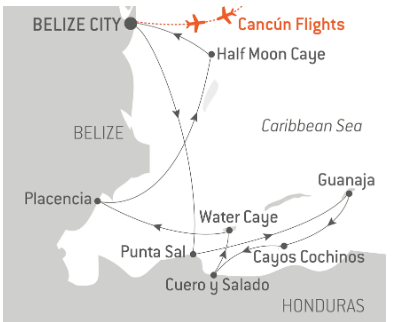 BELIZE CITY
Cancún Flights
Half Moon Caye
BELIZE
Caribbean Sea
Guanaja
Placencia
Water Caye
Punta Sal
Cayos Cochinos
Cuero y Salado
HONDURAS